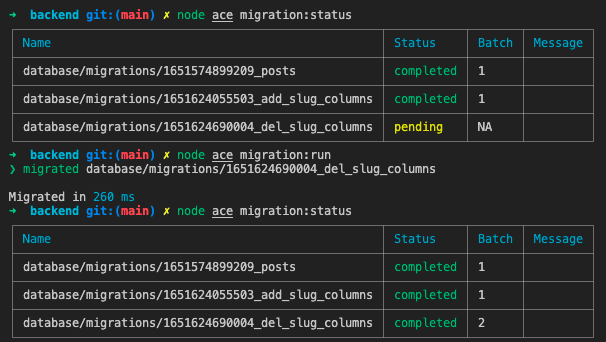 ➜  backend git:(main) ✗ node ace migration:status
Name Status Batch Message
database/migrations/1651574899209_posts completed 1
database/migrations/1651624055503_add_slug_columns completed 1
database/migrations/1651624690004_del_slug_columns pending NA
➜  backend git:(main) ✗ node ace migration:run
❯ migrated database/migrations/1651624690004_del_slug_columns
Migrated in 260 ms
➜  backend git:(main) ✗ node ace migration:status
Name Status Batch Message
database/migrations/1651574899209_posts completed 1
database/migrations/1651624055503_add_slug_columns completed 1
database/migrations/1651624690004_del_slug_columns completed 2